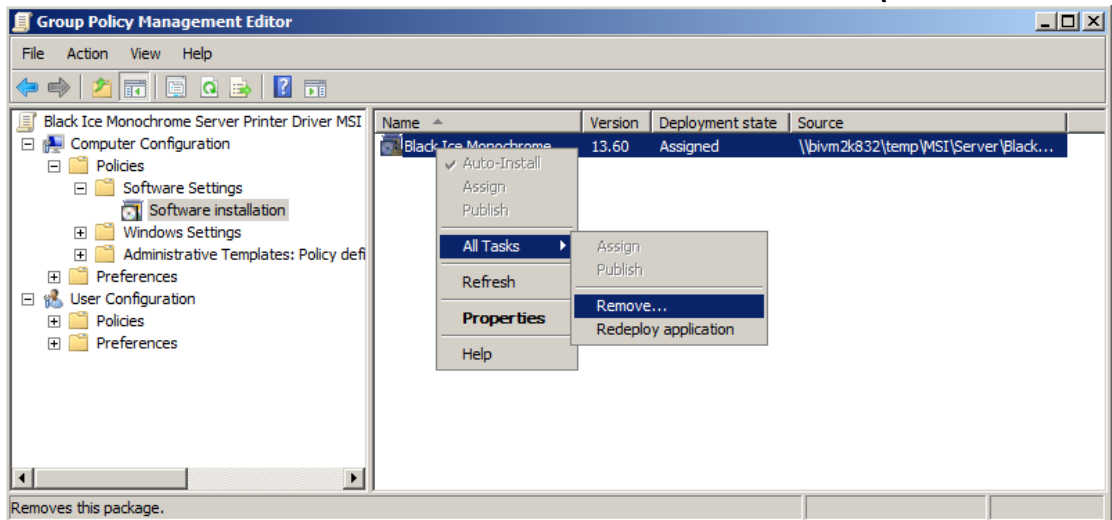 Group Policy Management Editor
File Action View Help
Black Ice Monochrome Server Printer Driver MSI
Computer Configuration
Policies
Software Settings
Software installation
Windows Settings
Administrative Templates: Policy defi
Preferences
User Configuration
Policies
Preferences
Name Version Deployment state Source
Black Ice Monochrome 13.60 Assigned \\bivm2k832\temp\MSI\Server\Black...
Auto-Install
Assign
Publish
All Tasks
Refresh
Properties
Help
Assign
Publish
Remove...
Redeploy application
Removes this package.